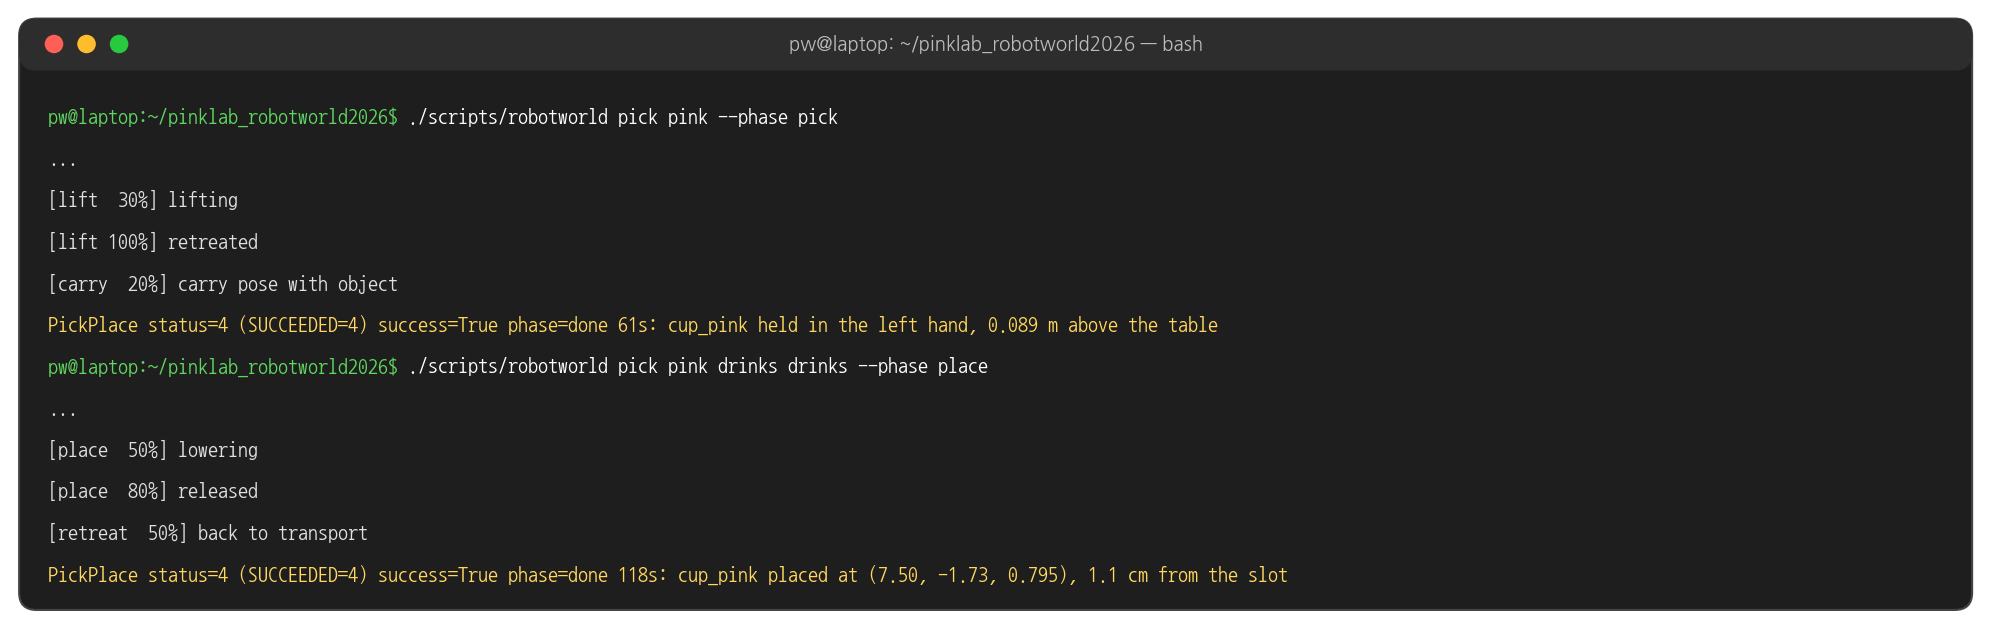 pw@laptop: ~/pinklab_robotworld2026 — bash
pw@laptop:~/pinklab_robotworld2026$ ./scripts/robotworld pick pink --phase pick
...
[lift  30%] lifting
[lift 100%] retreated
[carry  20%] carry pose with object
PickPlace status=4 (SUCCEEDED=4) success=True phase=done 61s: cup_pink held in the left hand, 0.089 m above the table
pw@laptop:~/pinklab_robotworld2026$ ./scripts/robotworld pick pink drinks drinks --phase place
...
[place  50%] lowering
[place  80%] released
[retreat  50%] back to transport
PickPlace status=4 (SUCCEEDED=4) success=True phase=done 118s: cup_pink placed at (7.50, -1.73, 0.795), 1.1 cm from the slot